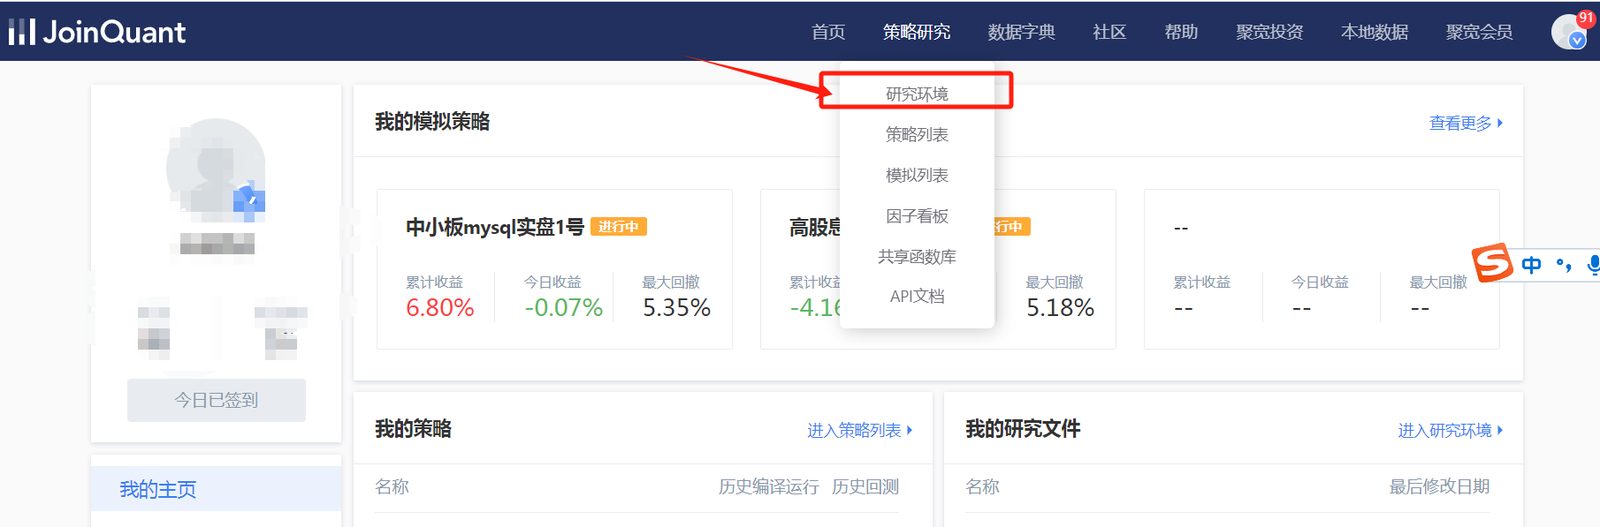 JoinQuant
首页 策略研究 数据字典 社区 帮助 聚宽投资 本地数据 聚宽会员 91
研究环境
策略列表
模拟列表
因子看板
共享函数库
API文档
我的模拟策略 查看更多
中小板mysql实盘1号 进行中
累计收益 今日收益 最大回撤
6.80% -0.07% 5.35%
高股息 行中
累计收益 最大回撤
-4.16 5.18%
--
累计收益 今日收益 最大回撤
-- -- --
中
今日已签到
我的主页
我的策略 进入策略列表
名称 历史编译运行 历史回测
我的研究文件 进入研究环境
名称 最后修改日期